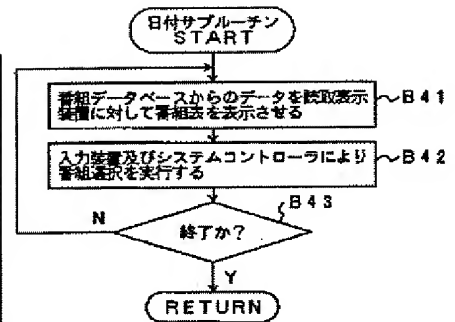 日付サブルーチン
START
番組データベースからのデータを読取表示
装置に対して番組表を表示させる
B41
入力装置及びシステムコントローラにより
番組選択を実行する
B42
B43
N
終了か?
Y
RETURN